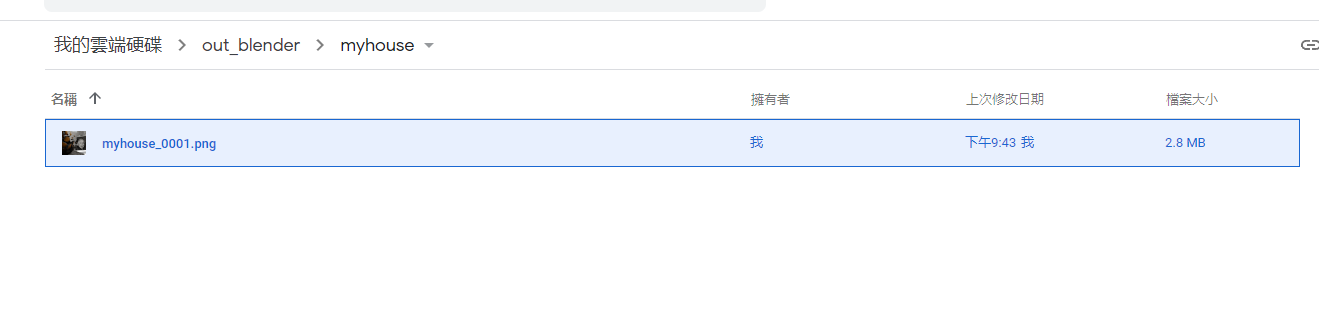 我的雲端硬碟 out_blender myhouse
名稱 擁有者 上次修改日期 檔案大小
myhouse_0001.png 我 下午9:43 我 2.8 MB